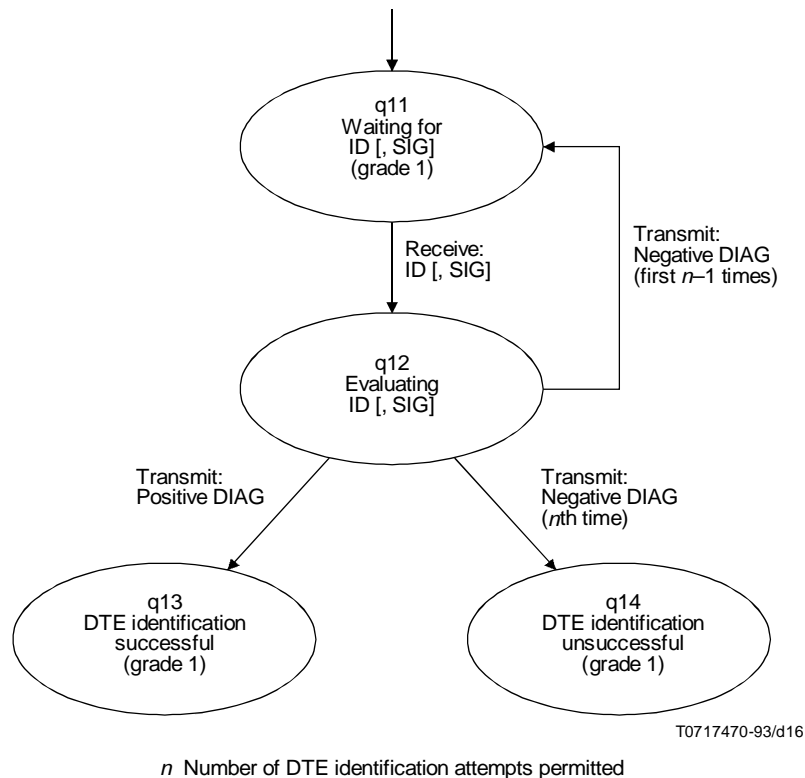 q11
Waiting for
ID [, SIG]
(grade 1)
Receive:
ID [, SIG]
Transmit:
Negative DIAG
(first n–1 times)
q12
Evaluating
ID [, SIG]
Transmit:
Positive DIAG
Transmit:
Negative DIAG
(nth time)
q13
DTE identification
successful
(grade 1)
q14
DTE identification
unsuccessful
(grade 1)
T0717470-93/d16
n Number of DTE identification attempts permitted